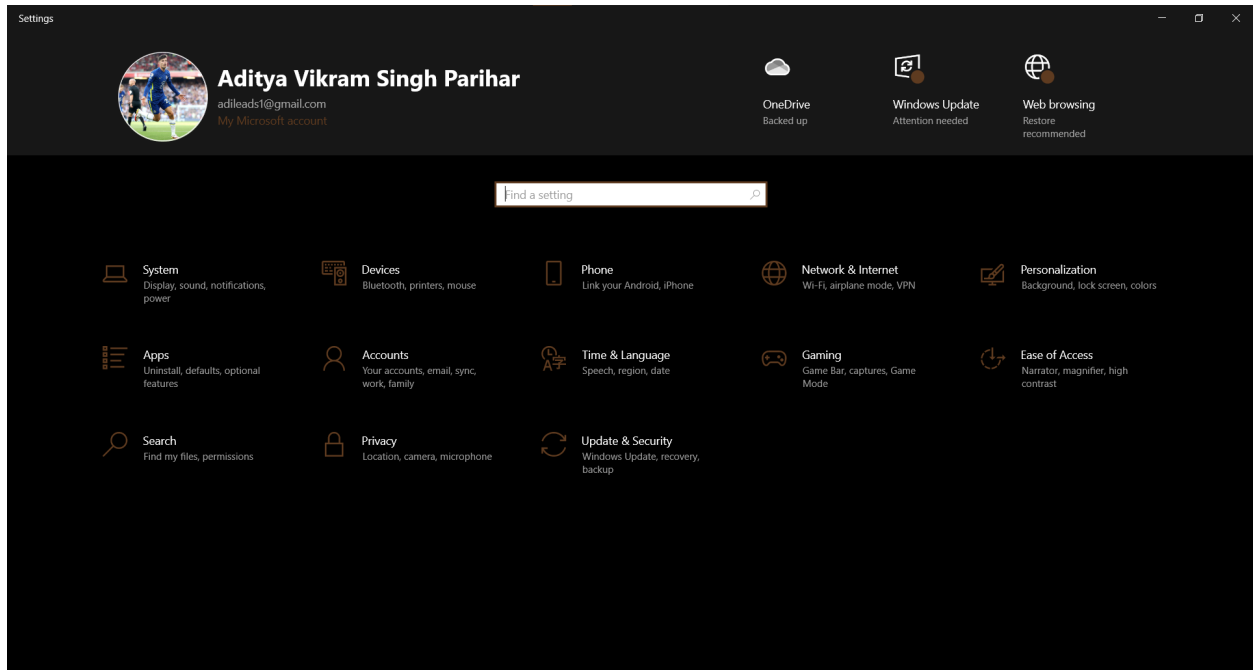 Settings
Aditya Vikram Singh Parihar
adileads1@gmail.com
My Microsoft account
OneDrive
Backed up
Windows Update
Attention needed
Web browsing
Restore
recommended
Find a setting
System
Display, sound, notifications,
power
Devices
Bluetooth, printers, mouse
Phone
Link your Android, iPhone
Network & Internet
Wi-Fi, airplane mode, VPN
Personalization
Background, lock screen, colors
Apps
Uninstall, defaults, optional
features
Accounts
Your accounts, email, sync,
work, family
Time & Language
Speech, region, date
Gaming
Game Bar, captures, Game
Mode
Ease of Access
Narrator, magnifier, high
contrast
Search
Find my files, permissions
Privacy
Location, camera, microphone
Update & Security
Windows Update, recovery,
backup